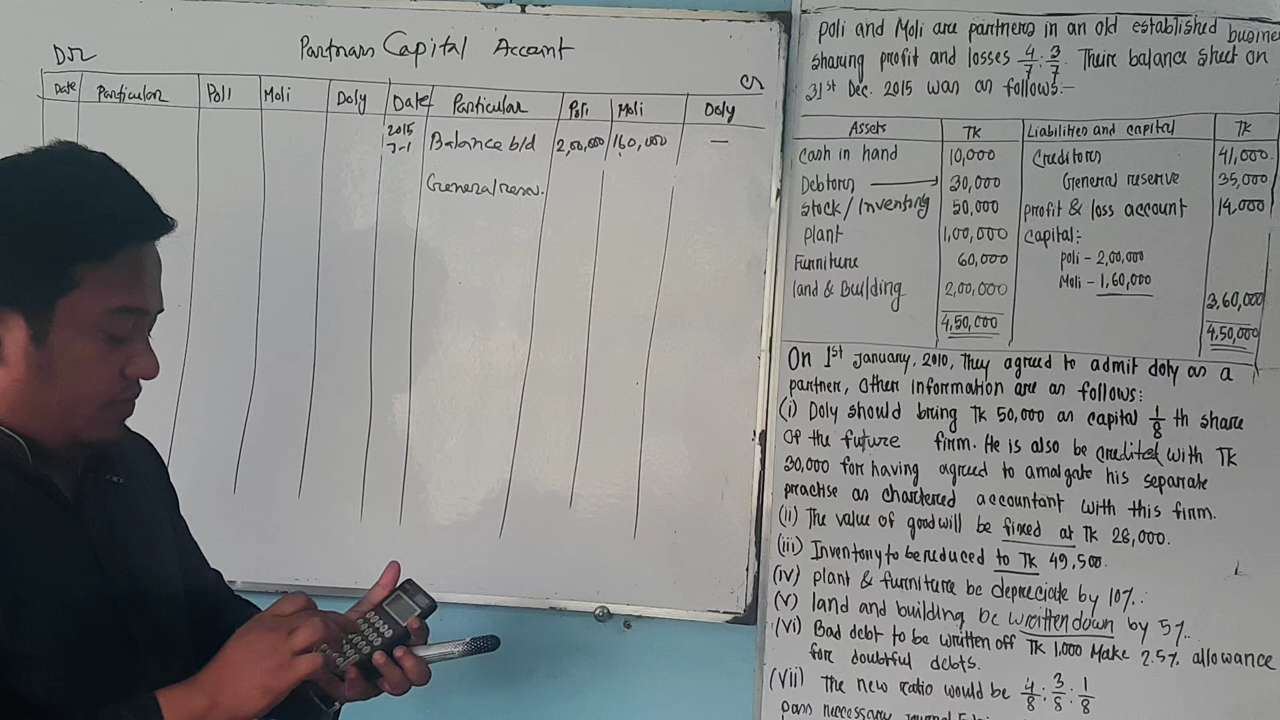 Partners Capital Account
Dr
Cr
Date Particular Poli Moli Doly Date Particular Poli Moli Doly
2015
J-1 Balance b/d 2,00,000 160,000 —
General reser.
Poli and Moli are partners in an old established busine
sharing profit and losses 4/7 : 3/7. Their balance sheet on
31st Dec. 2015 was as follows:-
Assets TK Liabilities and capital TK
Cash in hand 10,000 Creditors 41,000
Debtors 30,000 General reserve 35,000
Stock/Inventory 50,000 profit & loss account 14,000
plant 1,00,000 Capital:
Furniture 60,000 poli - 2,00,000
land & Building 2,00,000 Moli - 1,60,000
3,60,000
4,50,000 4,50,000
On 1st January, 2010, They agreed to admit doly as a
partner, Other information are as follows:
(i) Doly should bring TK 50,000 as capital 1/8 th share
Of the future firm. He is also be credited with TK
30,000 for having agreed to amalgate his separate
practise as chartered accountant with this firm.
(ii) The value of goodwill be fixed at TK 28,000.
(iii) Inventory to be reduced to TK 49,500.
(iv) plant & furniture be depreciate by 10%.
(v) land and building be written down by 5%.
(vi) Bad debt to be written off TK 1,000 Make 2.5% allowance
for doubtful debts.
(vii) The new ratio would be 4/8 : 3/8 : 1/8
pass necessary